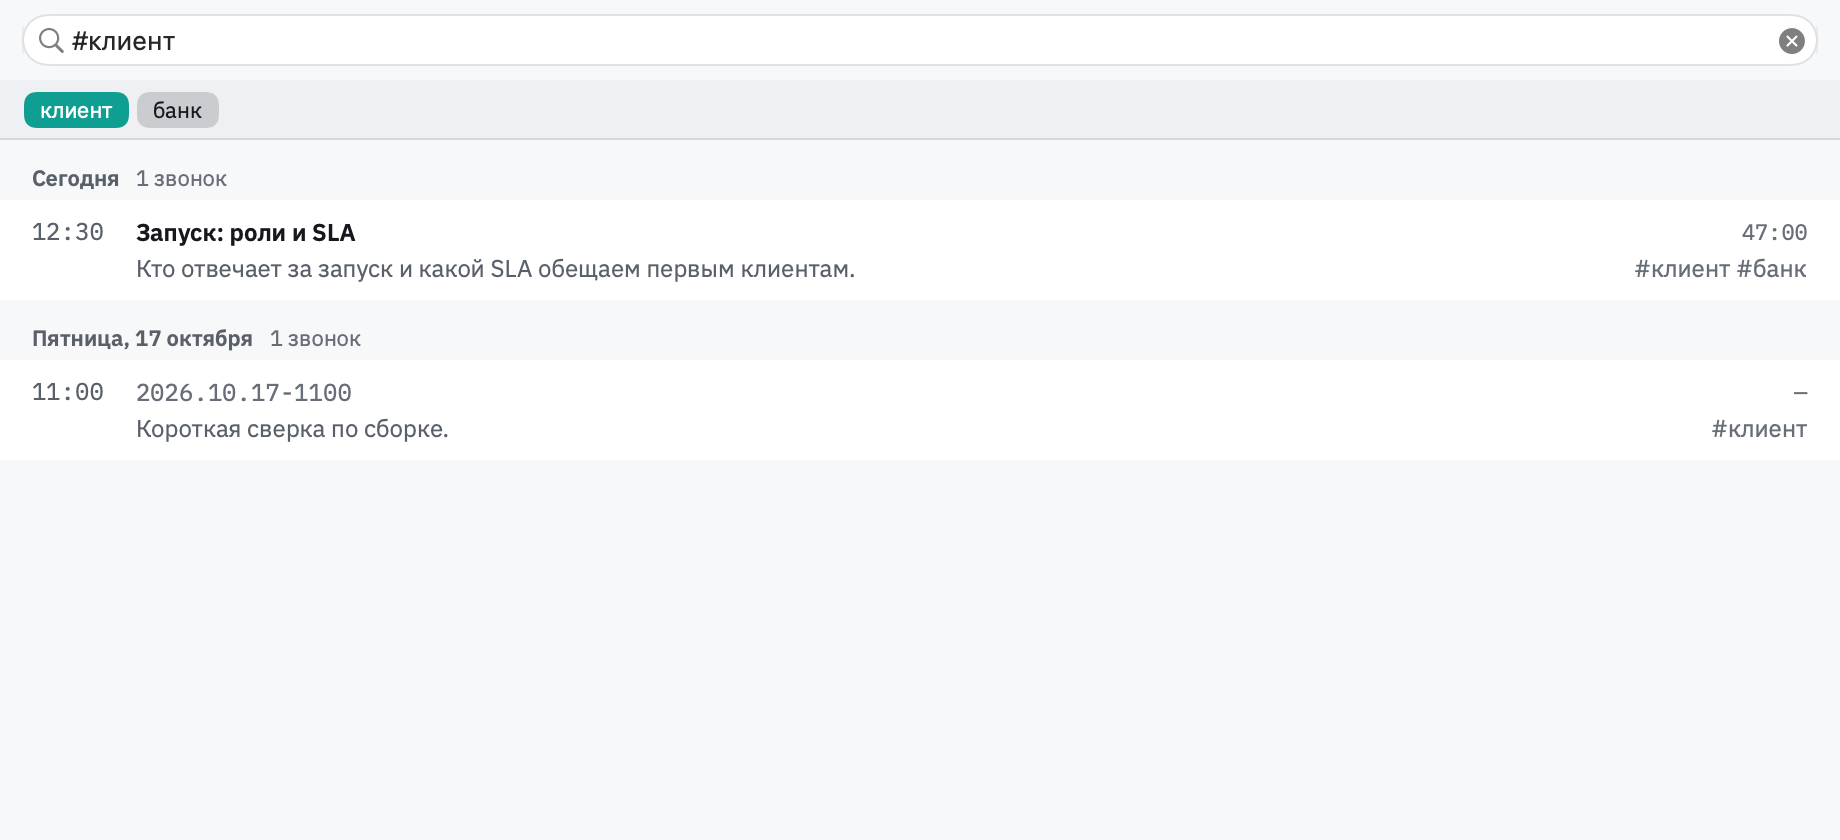 #клиент
клиент банк
Сегодня 1 звонок
12:30 Запуск: роли и SLA 47:00
Кто отвечает за запуск и какой SLA обещаем первым клиентам. #клиент #банк
Пятница, 17 октября 1 звонок
11:00 2026.10.17-1100 —
Короткая сверка по сборке. #клиент